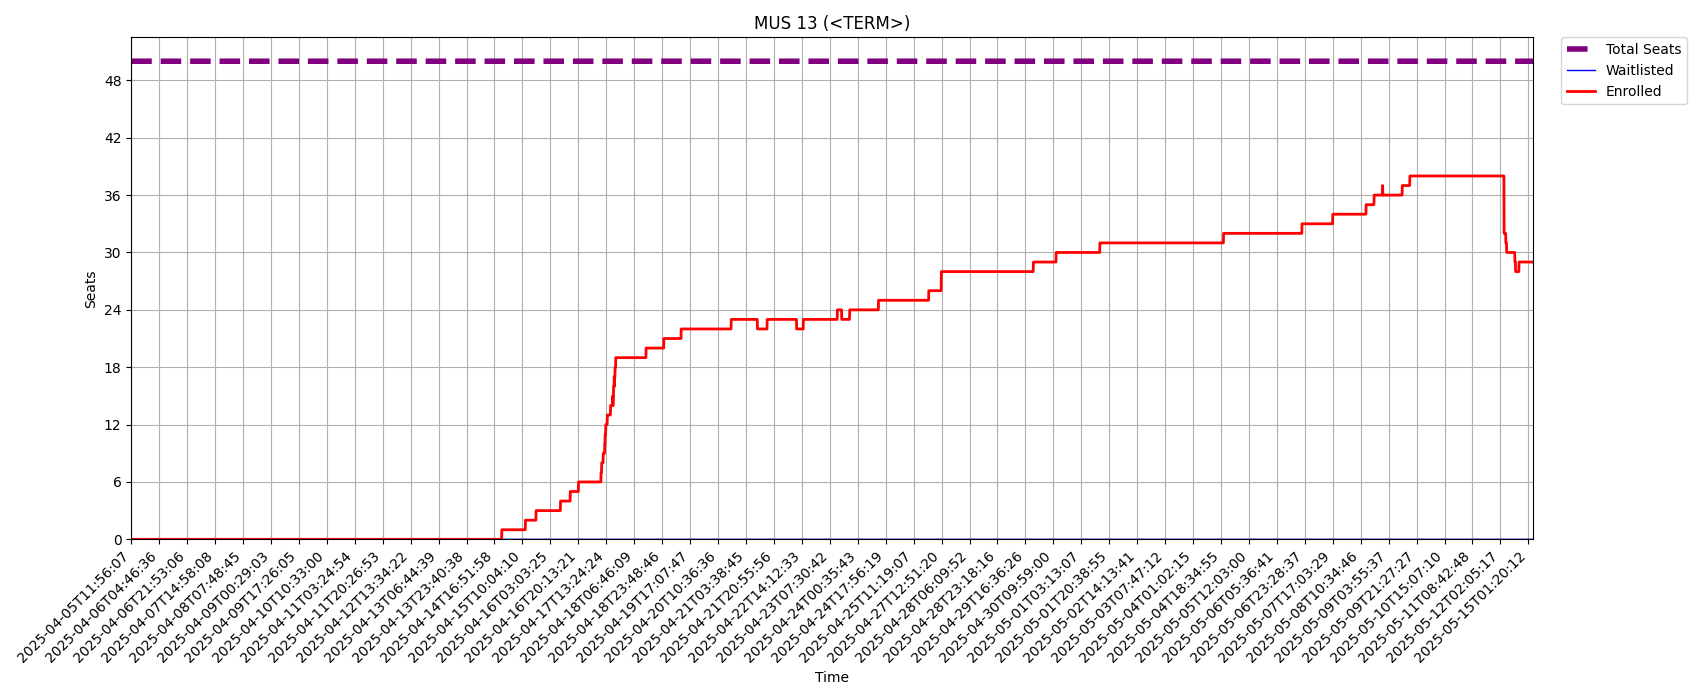 MUS 13 (<TERM>)
Total Seats
Waitlisted
Enrolled
Seats
48
42
36
30
24
18
12
6
0
2025-04-05T11:56:07
2025-04-06T04:46:36
2025-04-06T21:53:06
2025-04-07T14:58:08
2025-04-08T07:48:45
2025-04-09T00:29:03
2025-04-09T17:26:05
2025-04-10T10:33:00
2025-04-11T03:24:54
2025-04-11T20:26:53
2025-04-12T13:34:22
2025-04-13T06:44:39
2025-04-13T23:40:38
2025-04-14T16:51:58
2025-04-15T10:04:10
2025-04-16T03:03:25
2025-04-16T20:13:21
2025-04-17T13:24:24
2025-04-18T06:46:09
2025-04-18T23:48:46
2025-04-19T17:07:47
2025-04-20T10:36:36
2025-04-21T03:38:45
2025-04-21T20:55:56
2025-04-22T14:12:33
2025-04-23T07:30:42
2025-04-24T00:35:43
2025-04-24T17:56:19
2025-04-25T11:19:07
2025-04-27T12:51:20
2025-04-28T06:09:52
2025-04-28T23:18:16
2025-04-29T16:36:26
2025-04-30T09:59:00
2025-05-01T03:13:07
2025-05-01T20:38:55
2025-05-02T14:13:41
2025-05-03T07:47:12
2025-05-04T01:02:15
2025-05-04T18:34:55
2025-05-05T12:03:00
2025-05-06T05:36:41
2025-05-06T23:28:37
2025-05-07T17:03:29
2025-05-08T10:34:46
2025-05-09T03:55:37
2025-05-09T21:27:27
2025-05-10T15:07:10
2025-05-11T08:42:48
2025-05-12T02:05:17
2025-05-15T01:20:12
Time